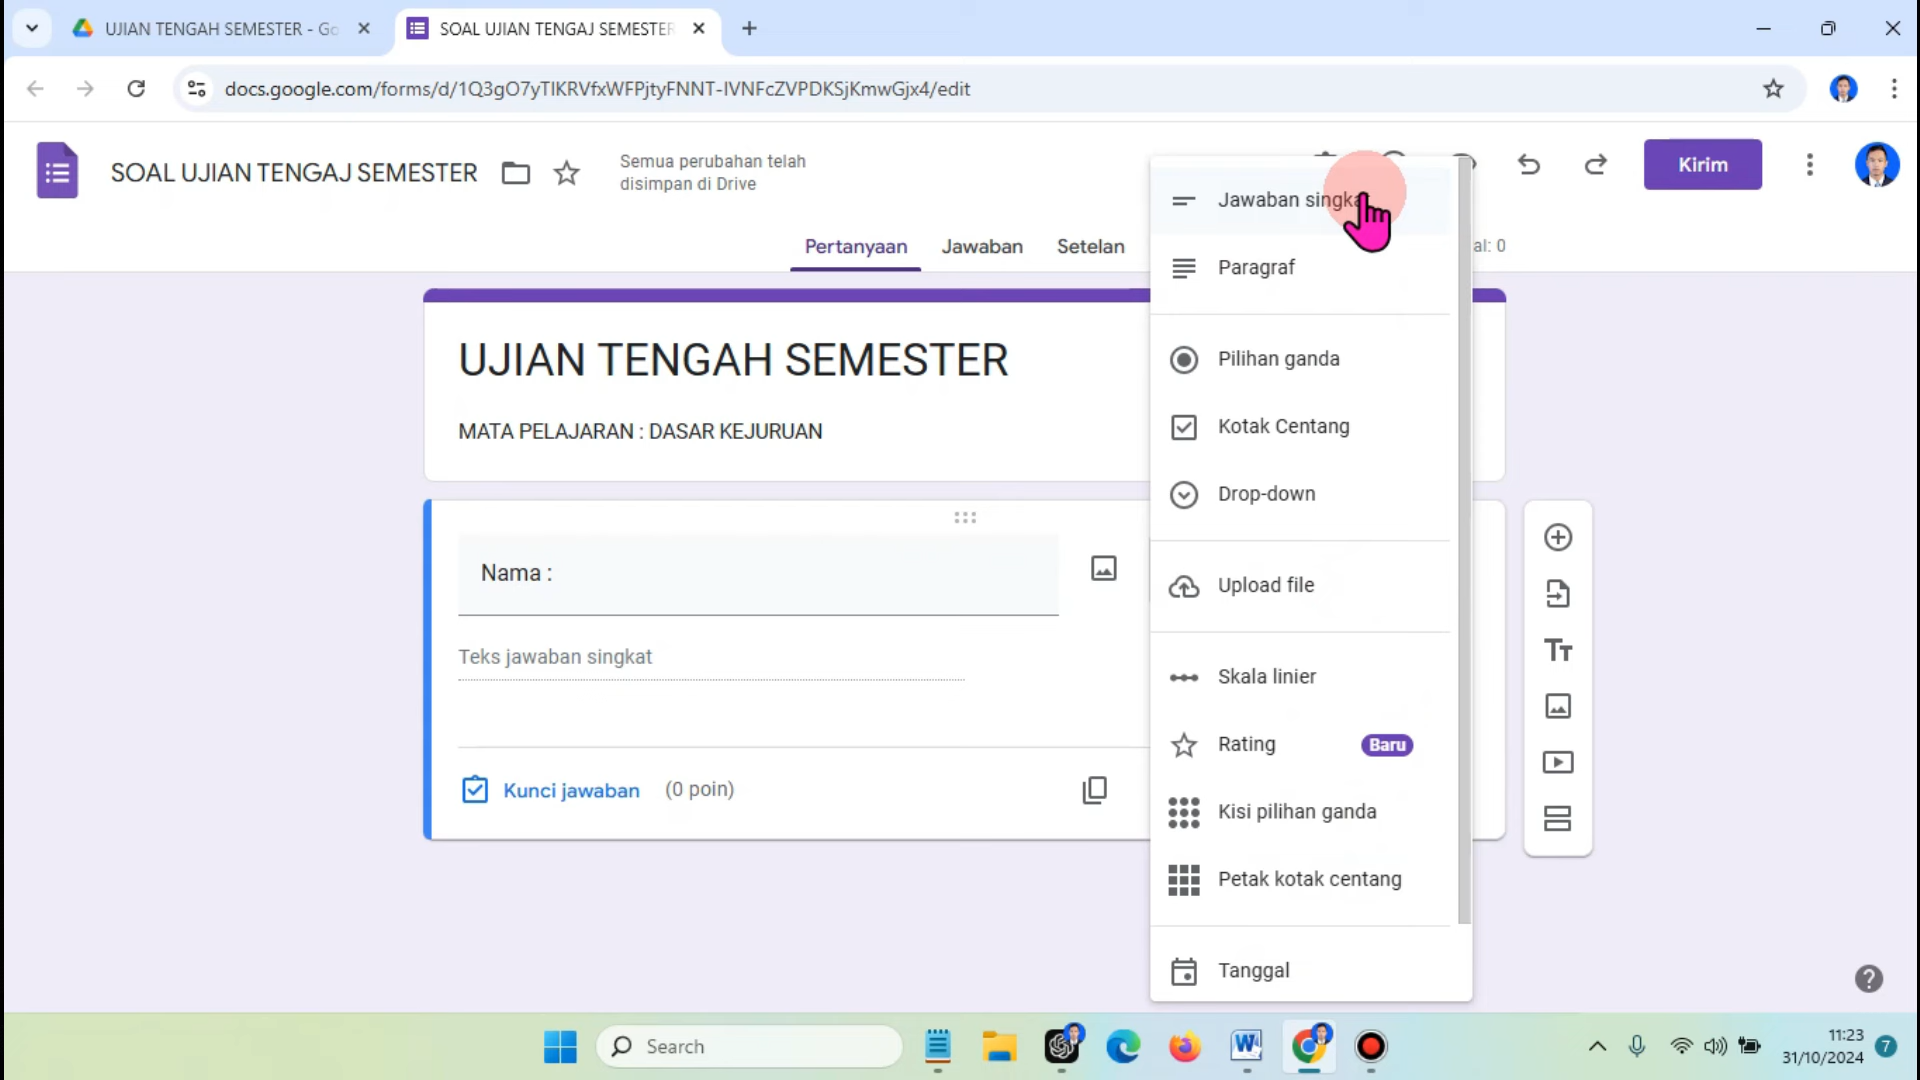 UJIAN TENGAH SEMESTER - Go
SOAL UJIAN TENGAJ SEMESTER
docs.google.com/forms/d/1Q3gO7yTlKRVfxWFPjtyFNNT-IVNFcZVPDKSjKmwGjx4/edit
SOAL UJIAN TENGAJ SEMESTER
Semua perubahan telah
disimpan di Drive
Kirim
Pertanyaan
Jawaban
Setelan
al: 0
UJIAN TENGAH SEMESTER
MATA PELAJARAN : DASAR KEJURUAN
Nama :
Teks jawaban singkat
Kunci jawaban
(0 poin)
Jawaban singka
Paragraf
Pilihan ganda
Kotak Centang
Drop-down
Upload file
Skala linier
Rating
Baru
Kisi pilihan ganda
Petak kotak centang
Tanggal
Search
11:23
31/10/2024
7